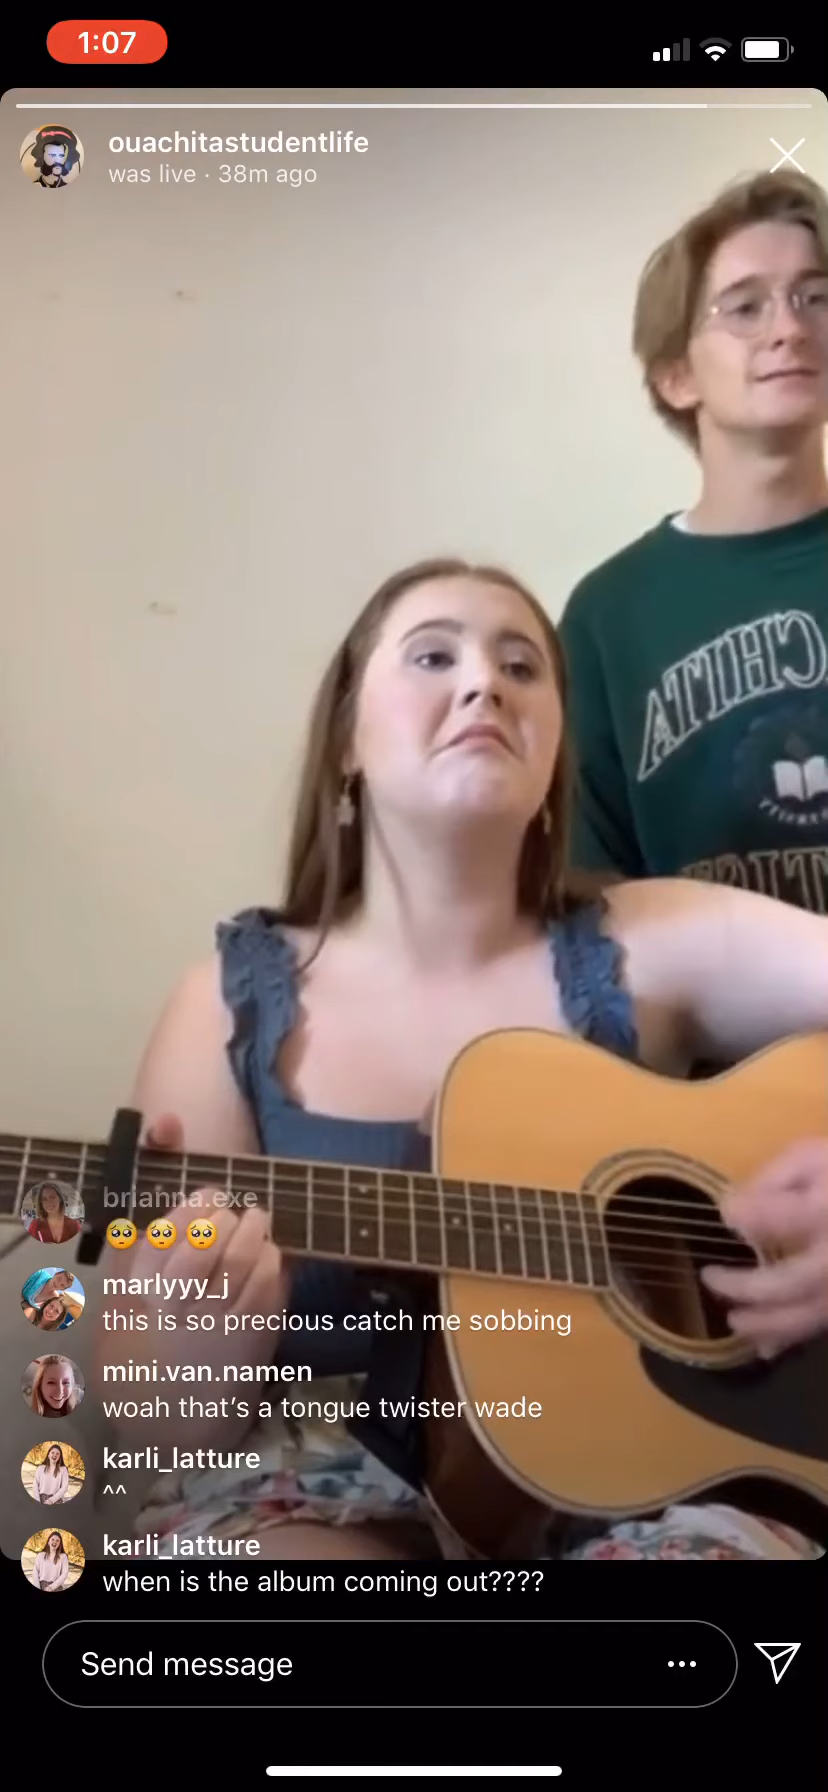 1:07
ouachitastudentlife
was live · 38m ago
CHITA
brianna.exe
🥺🥺🥺
marlyyy_j
this is so precious catch me sobbing
mini.van.namen
woah that's a tongue twister wade
karli_latture
^^
karli_latture
when is the album coming out????
Send message